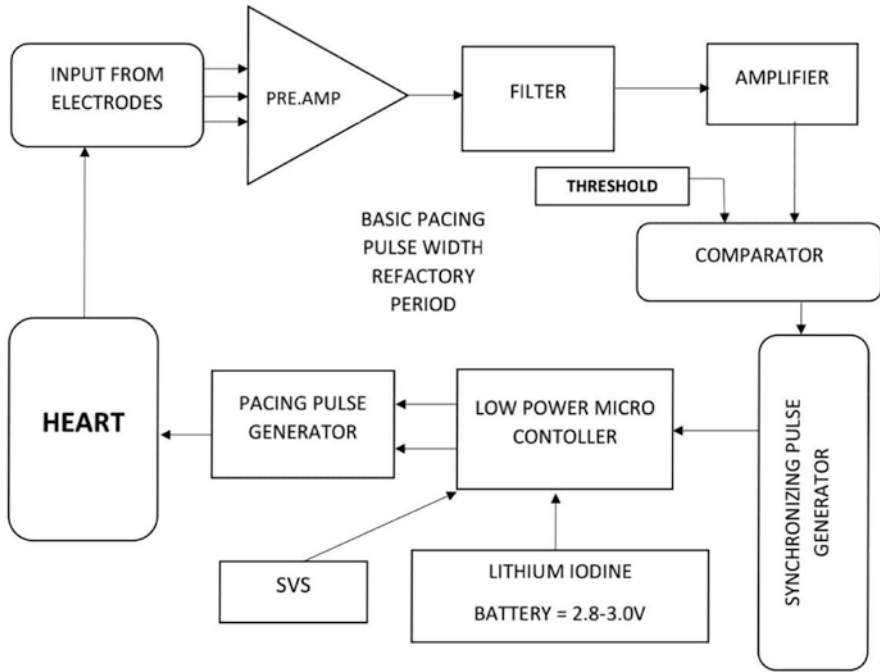 INPUT FROM
ELECTRODES
PRE.AMP
FILTER
AMPLIFIER
THRESHOLD
COMPARATOR
BASIC PACING
PULSE WIDTH
REFACTORY
PERIOD
HEART
PACING PULSE
GENERATOR
LOW POWER MICRO
CONTOLLER
SYNCHRONIZING PULSE
GENERATOR
SVS
LITHIUM IODINE
BATTERY = 2.8-3.0V